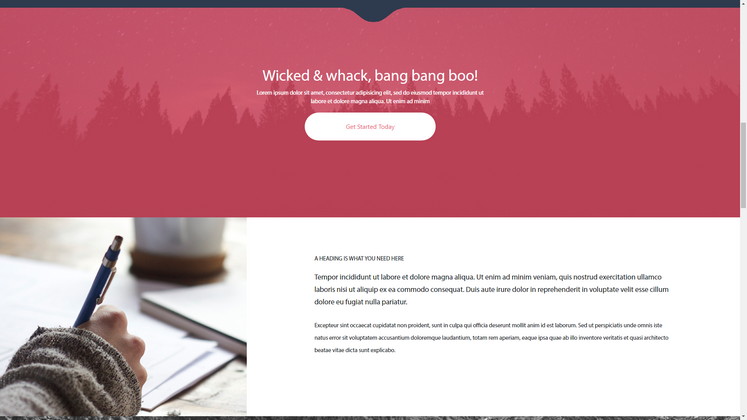 Wicked & whack, bang bang boo!
Lorem ipsum dolor sit amet, consectetur adipisicing elit, sed do eiusmod tempor incididunt ut
labore et dolore magna aliqua. Ut enim ad minim
Get Started Today
A HEADING IS WHAT YOU NEED HERE
Tempor incididunt ut labore et dolore magna aliqua. Ut enim ad minim veniam, quis nostrud exercitation ullamco
laboris nisi ut aliquip ex ea commodo consequat. Duis aute irure dolor in reprehenderit in voluptate velit esse cillum
dolore eu fugiat nulla pariatur.
Excepteur sint occaecat cupidatat non proident, sunt in culpa qui officia deserunt mollit anim id est laborum. Sed ut perspiciatis unde omnis iste
natus error sit voluptatem accusantium doloremque laudantium, totam rem aperiam, eaque ipsa quae ab illo inventore veritatis et quasi architecto
beatae vitae dicta sunt explicabo.